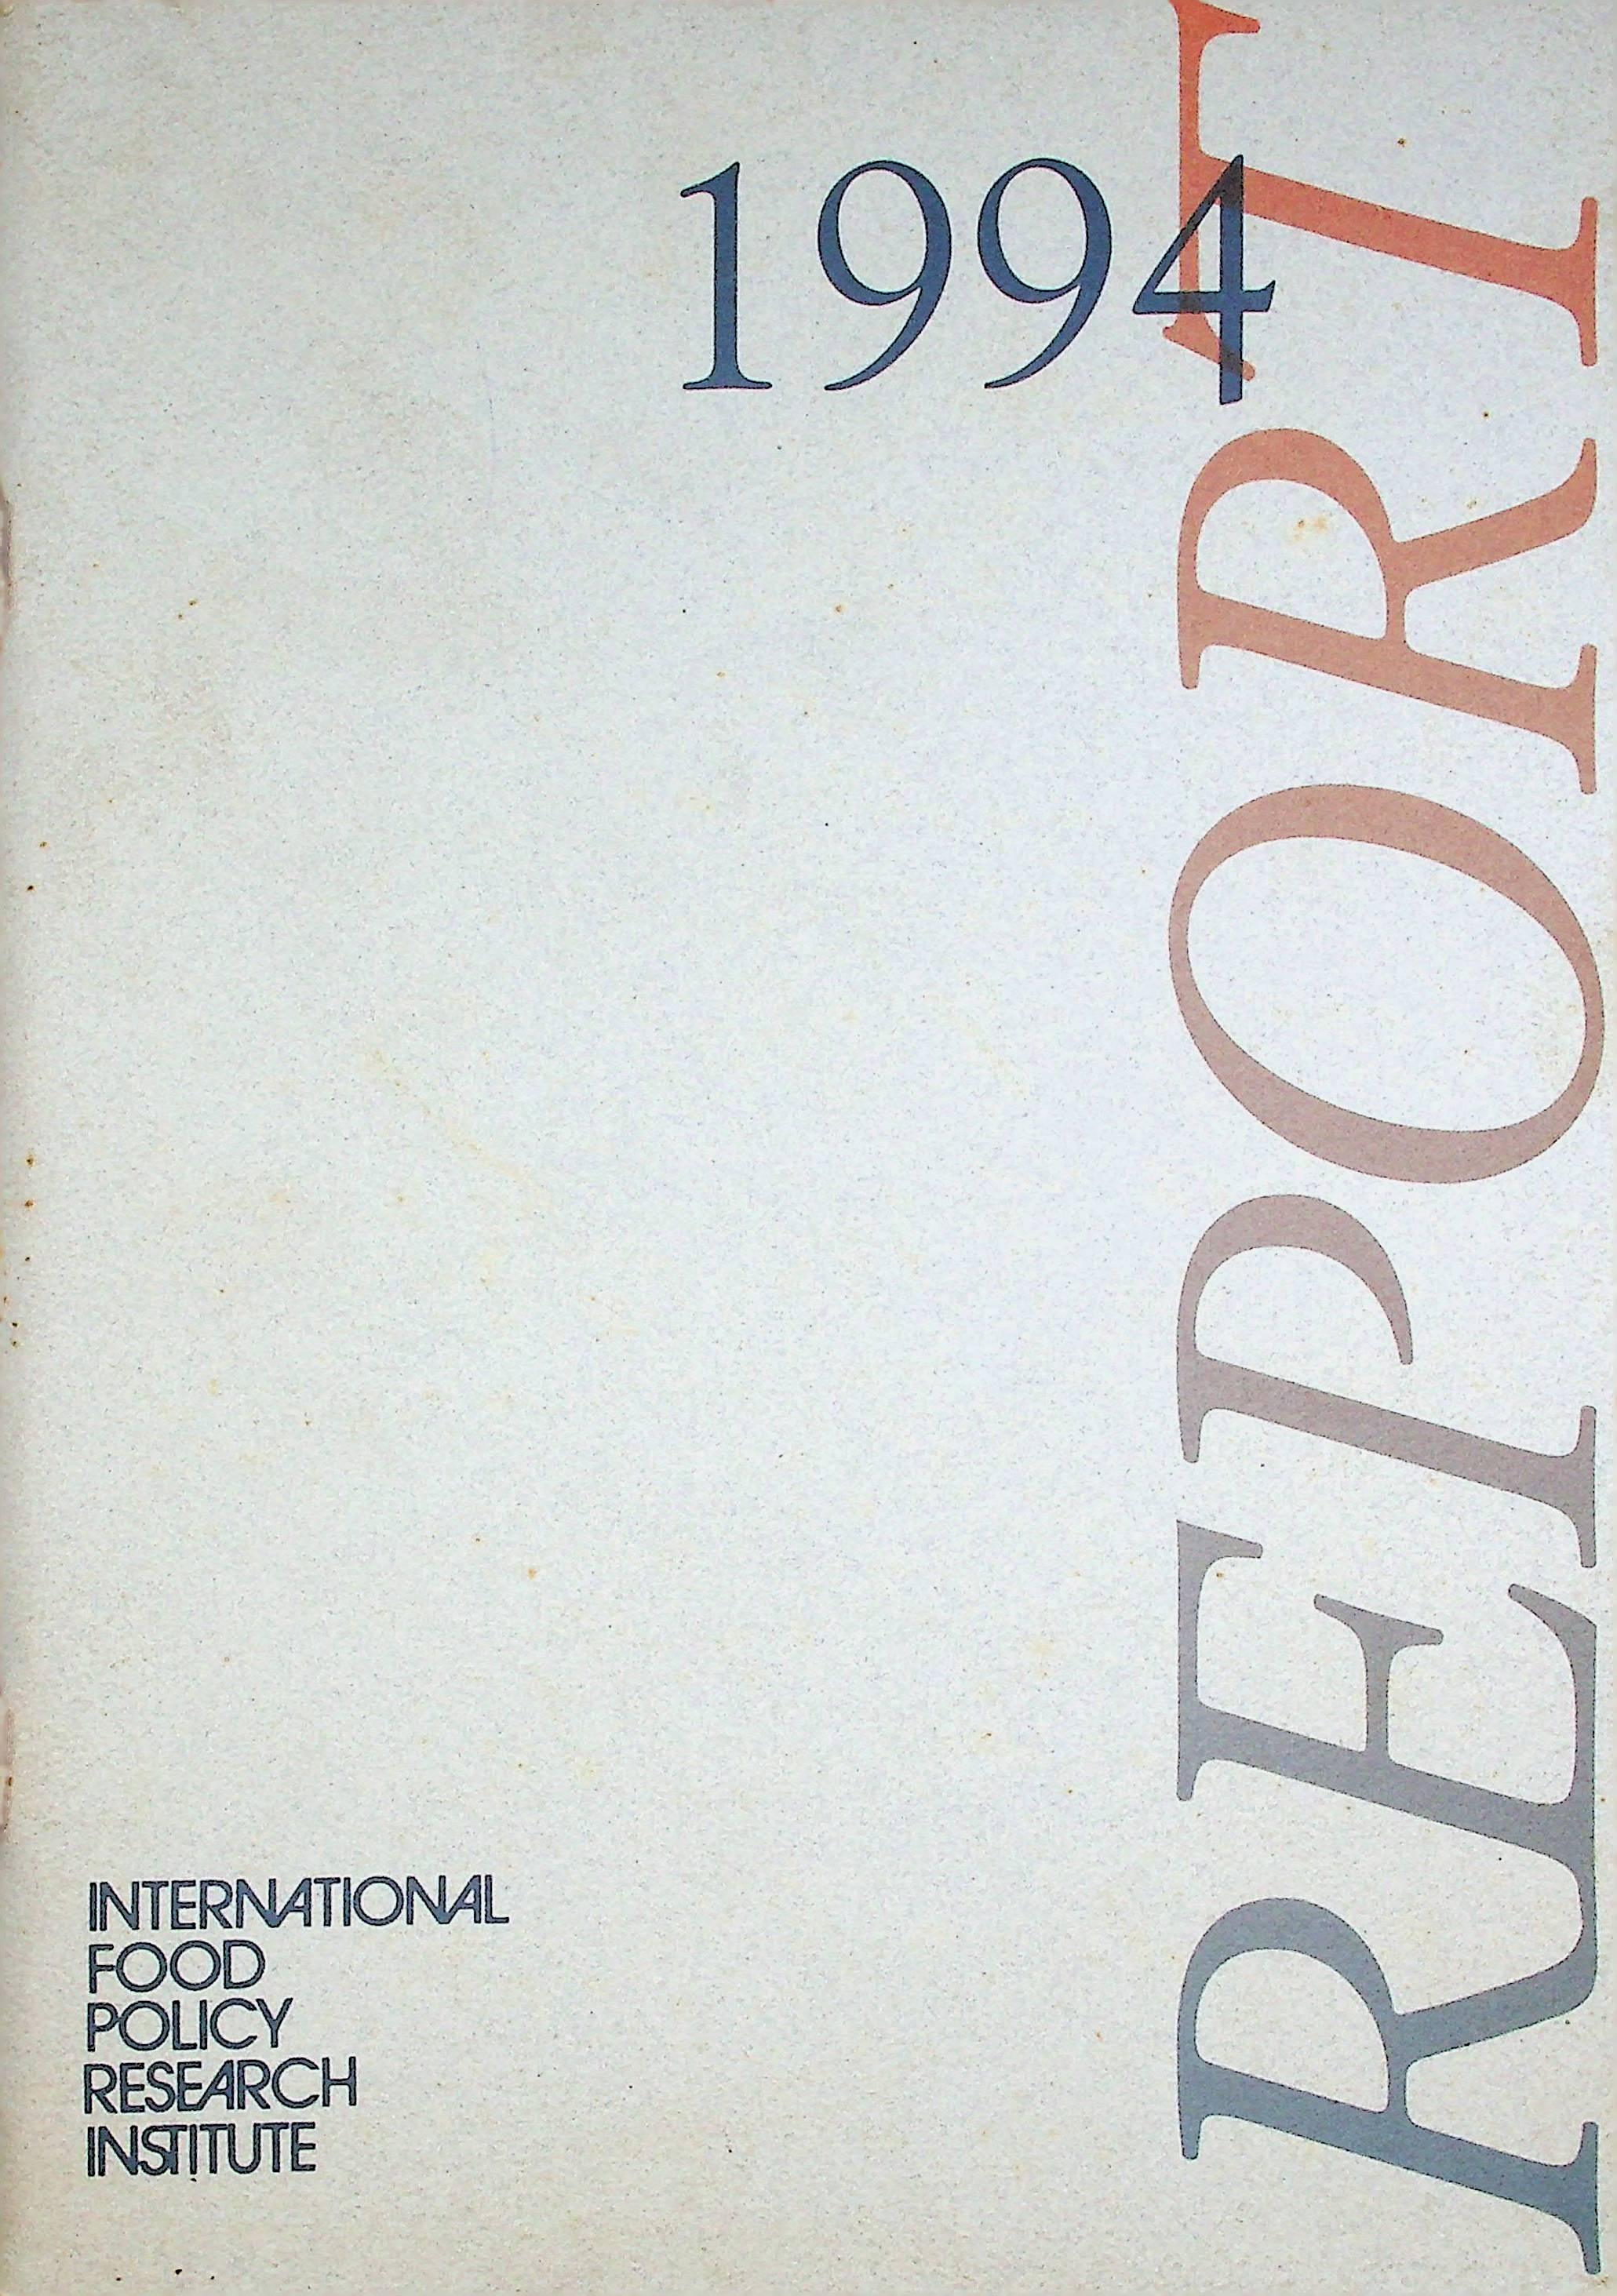 1994
REPORT
INTERNATIONAL
FOOD
POLICY
RESEARCH
INSTITUTE